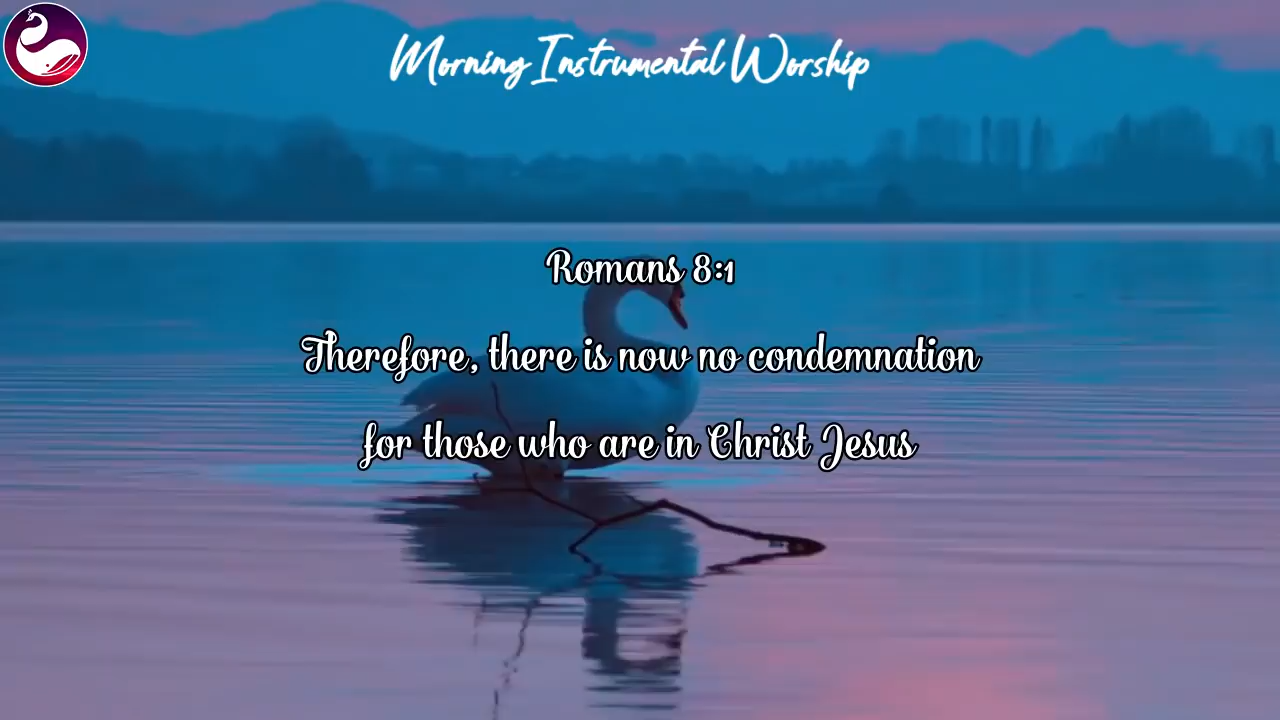 Morning Instrumental Worship
Romans 8:1
Therefore, there is now no condemnation
for those who are in Christ Jesus